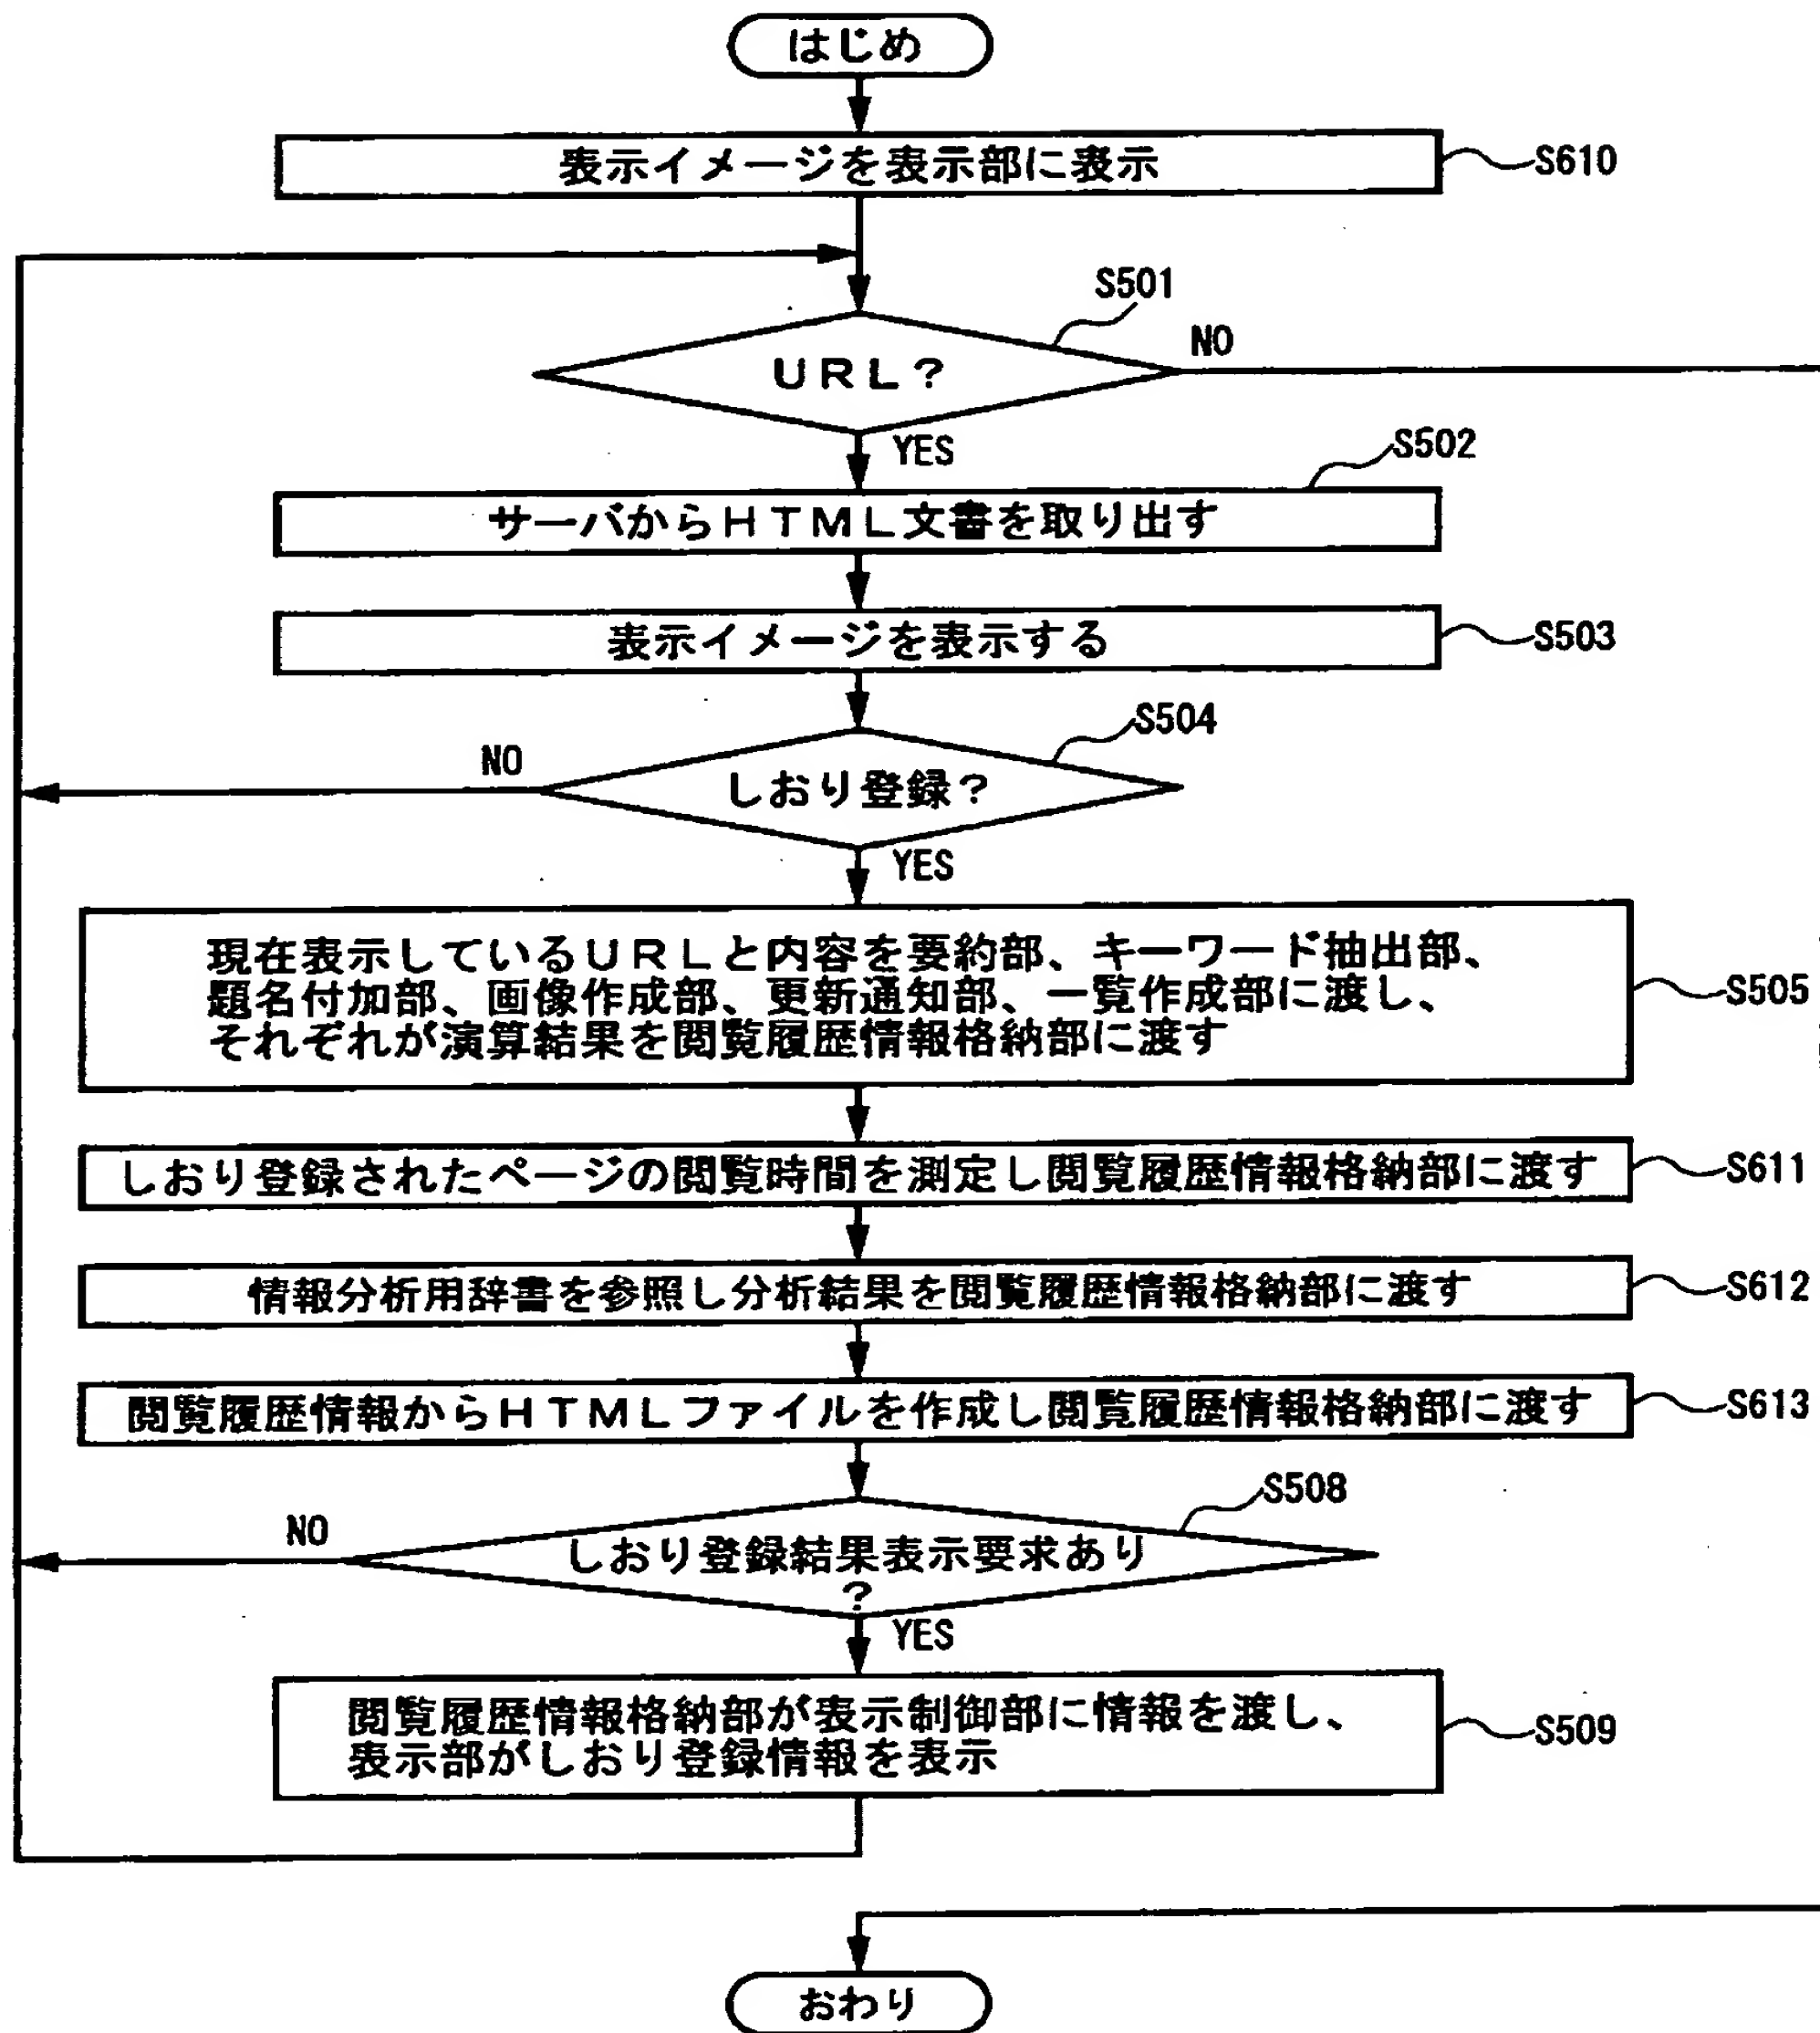 はじめ
表示イメージを表示部に表示
S610
S501
URL?
NO
YES
S502
サーバからHTML文書を取り出す
表示イメージを表示する
S503
S504
しおり登録?
NO
YES
現在表示しているURLと内容を要約部、キーワード抽出部、
題名付加部、画像作成部、更新通知部、一覧作成部に渡し、
それぞれが演算結果を閲覧履歴情報格納部に渡す
S505
しおり登録されたページの閲覧時間を測定し閲覧履歴情報格納部に渡す
S611
情報分析用辞書を参照し分析結果を閲覧履歴情報格納部に渡す
S612
閲覧履歴情報からHTMLファイルを作成し閲覧履歴情報格納部に渡す
S613
S508
NO
しおり登録結果表示要求あり
?
YES
閲覧履歴情報格納部が表示制御部に情報を渡し、
表示部がしおり登録情報を表示
S509
おわり